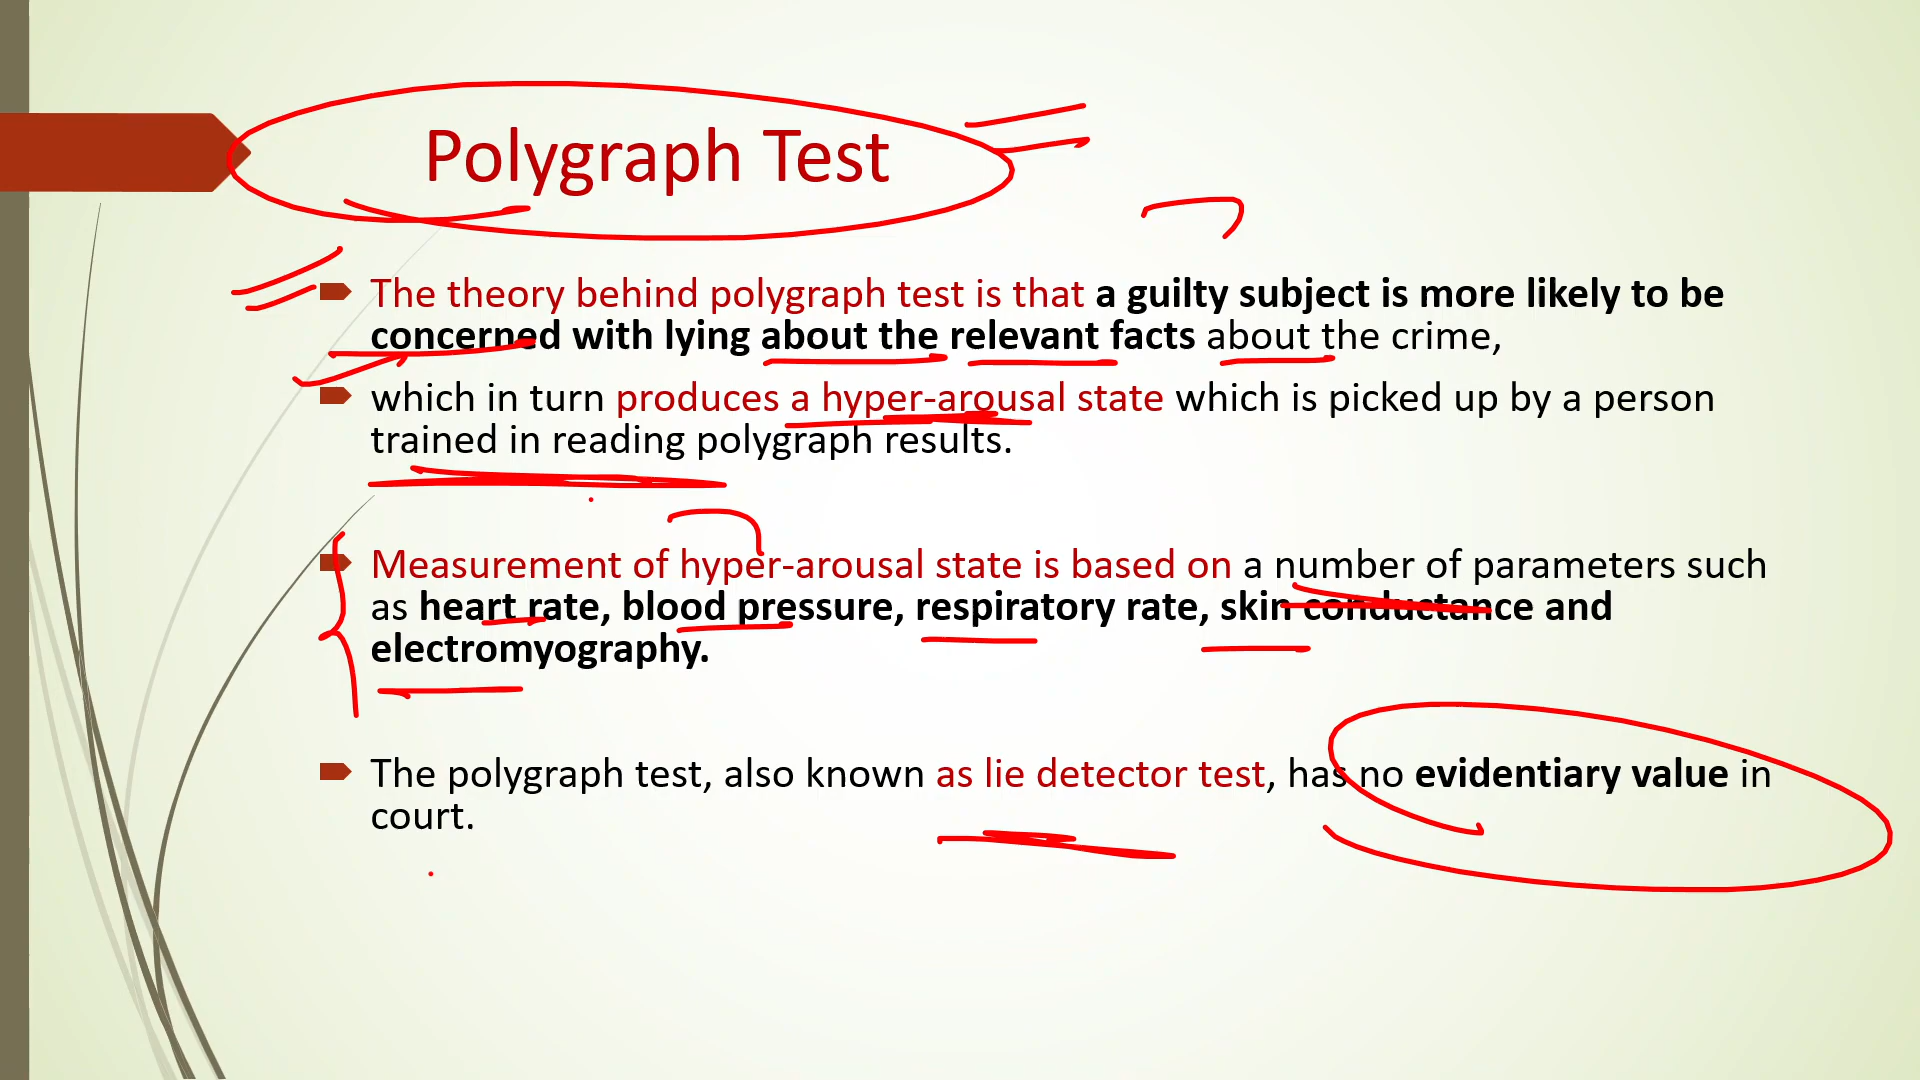 Polygraph Test
The theory behind polygraph test is that a guilty subject is more likely to be
concerned with lying about the relevant facts about the crime,
which in turn produces a hyper-arousal state which is picked up by a person
trained in reading polygraph results.
Measurement of hyper-arousal state is based on a number of parameters such
as heart rate, blood pressure, respiratory rate, skin conductance and
electromyography.
The polygraph test, also known as lie detector test, has no evidentiary value in
court.